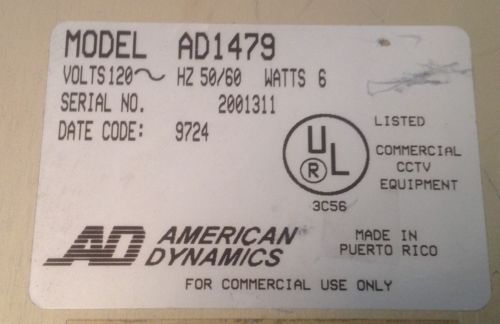 MODEL AD1479
VOLTS 120~ HZ 50/60 WATTS 6
SERIAL NO. 2001311
DATE CODE: 9724
UL
®
LISTED
COMMERCIAL
CCTV
EQUIPMENT
3C56
AD AMERICAN
DYNAMICS
MADE IN
PUERTO RICO
FOR COMMERCIAL USE ONLY